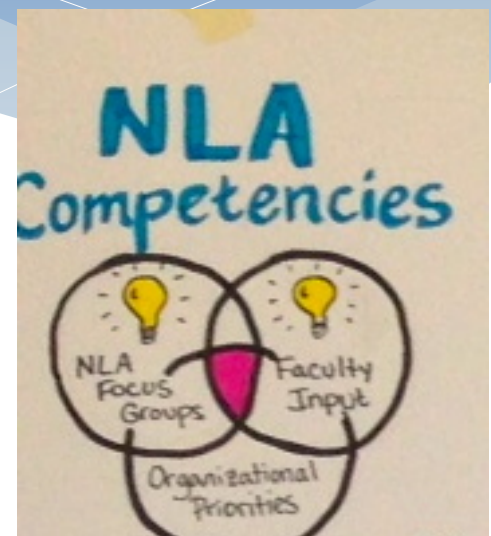 NLA
Competencies
NLA
Focus
Groups
Faculty
Input
Organizational
Priorities